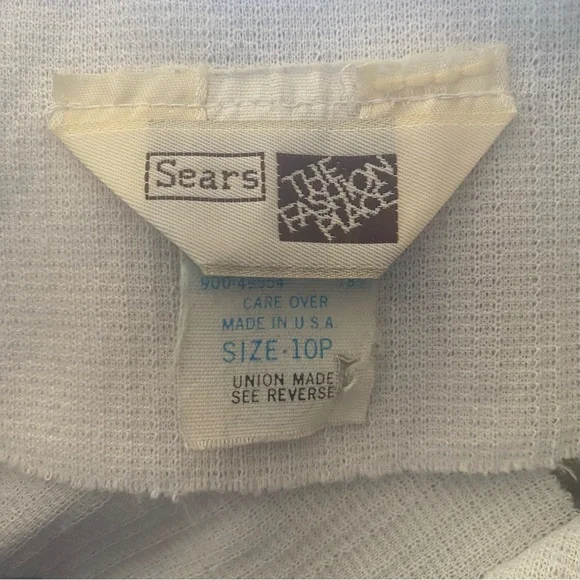 Sears
THE
FASHION
PLACE
CARE OVER
MADE IN U S A
SIZE-10P
UNION MADE
SEE REVERSE